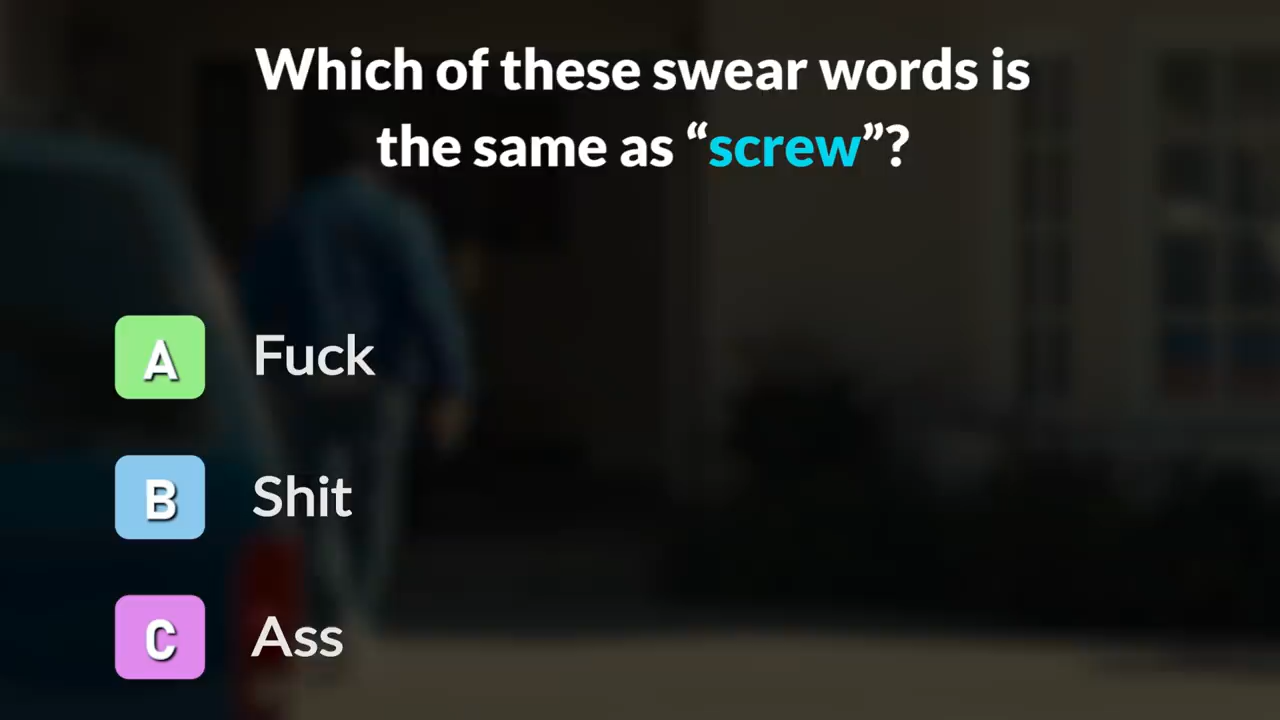 Which of these swear words is
the same as “screw”?
A Fuck
B Shit
C Ass